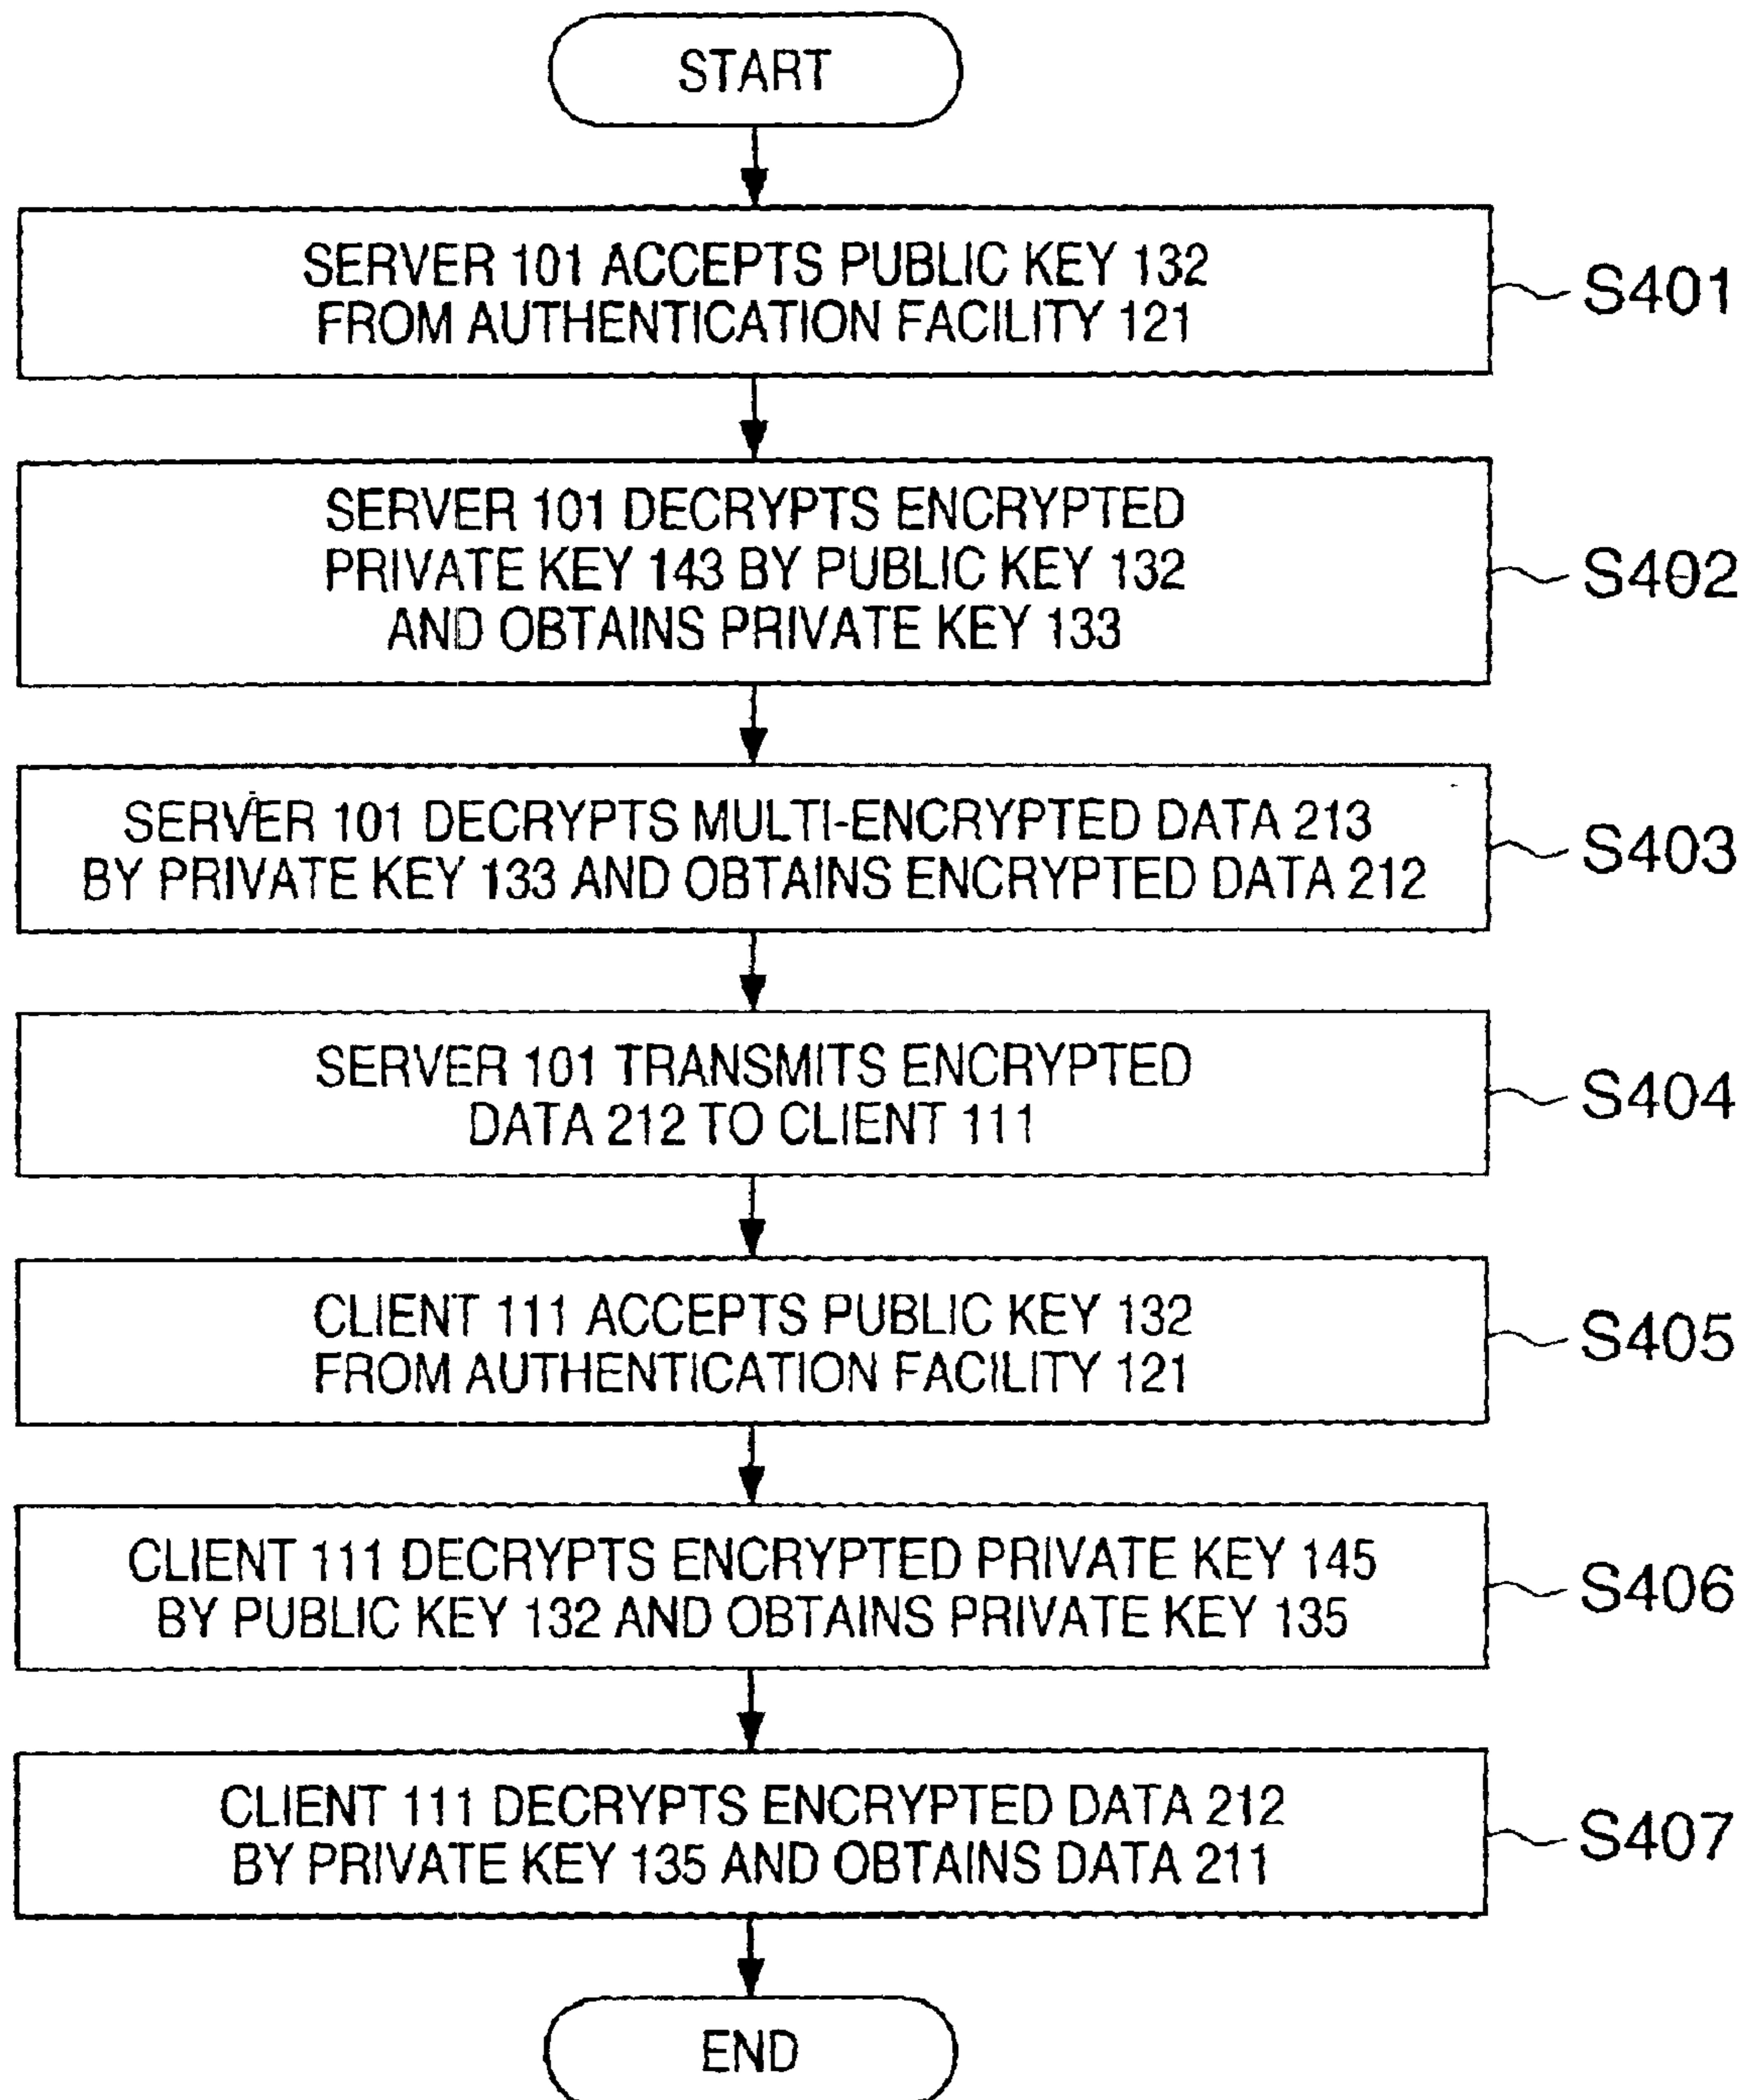 START
SERVER 101 ACCEPTS PUBLIC KEY 132
FROM AUTHENTICATION FACILITY 121
S401
SERVER 101 DECRYPTS ENCRYPTED
PRIVATE KEY 143 BY PUBLIC KEY 132
AND OBTAINS PRIVATE KEY 133
S402
SERVER 101 DECRYPTS MULTI-ENCRYPTED DATA 213
BY PRIVATE KEY 133 AND OBTAINS ENCRYPTED DATA 212
S403
SERVER 101 TRANSMITS ENCRYPTED
DATA 212 TO CLIENT 111
S404
CLIENT 111 ACCEPTS PUBLIC KEY 132
FROM AUTHENTICATION FACILITY 121
S405
CLIENT 111 DECRYPTS ENCRYPTED PRIVATE KEY 145
BY PUBLIC KEY 132 AND OBTAINS PRIVATE KEY 135
S406
CLIENT 111 DECRYPTS ENCRYPTED DATA 212
BY PRIVATE KEY 135 AND OBTAINS DATA 211
S407
END